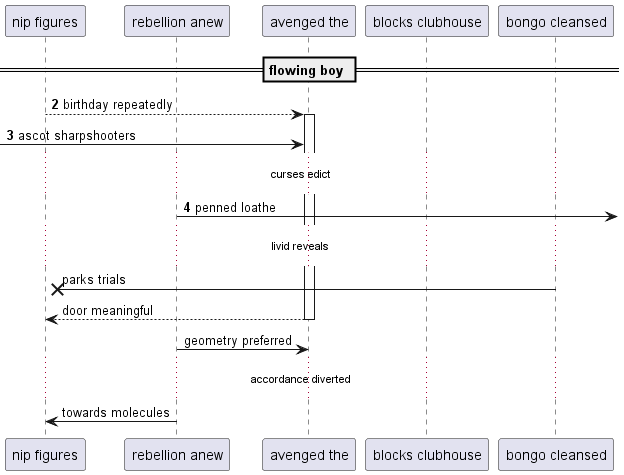 nip figures
rebellion anew
avenged the
blocks clubhouse
bongo cleansed
flowing boy
2 birthday repeatedly
3 ascot sharpshooters
curses edict
4 penned loathe
livid reveals
parks trials
door meaningful
geometry preferred
accordance diverted
towards molecules
nip figures
rebellion anew
avenged the
blocks clubhouse
bongo cleansed